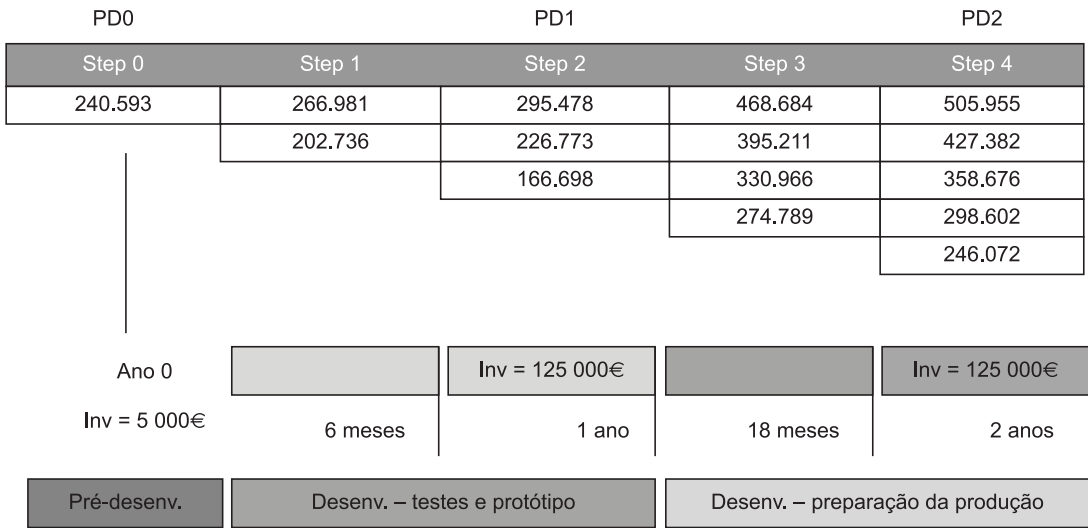 PD0 PD1 PD2
Step 0 Step 1 Step 2 Step 3 Step 4
240.593 266.981 295.478 468.684 505.955
202.736 226.773 395.211 427.382
166.698 330.966 358.676
274.789 298.602
246.072
Ano 0 Inv = 125 000€ Inv = 125 000€
Inv = 5 000€ 6 meses 1 ano 18 meses 2 anos
Pré-desenv. Desenv. – testes e protótipo Desenv. – preparação da produção